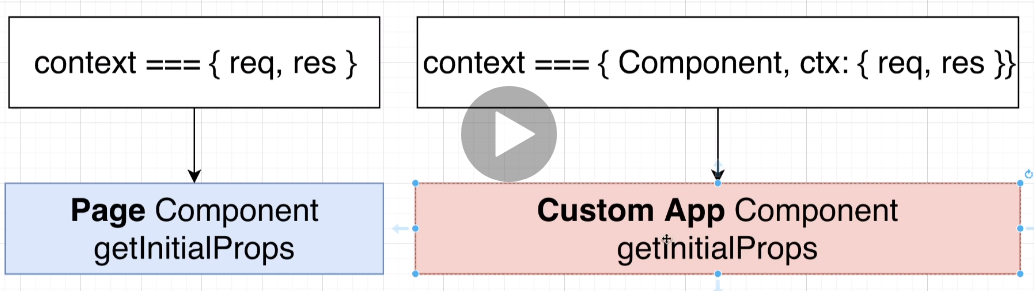 context === { req, res }
context === { Component, ctx: { req, res }}
Page Component
getInitialProps
Custom App Component
getInitialProps